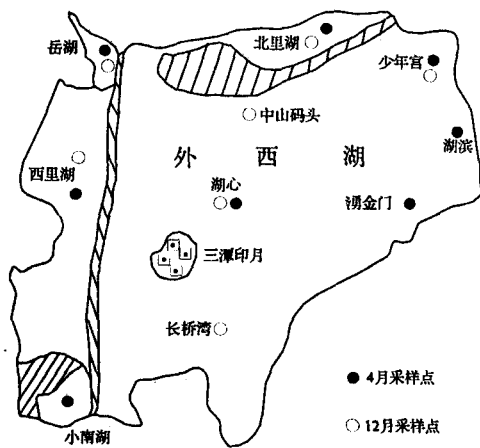 岳湖
北里湖
少年宫
中山码头
湖滨
外西湖
西里湖
湖心
湧金门
三潭印月
长桥湾
4月采样点
12月采样点
小南湖